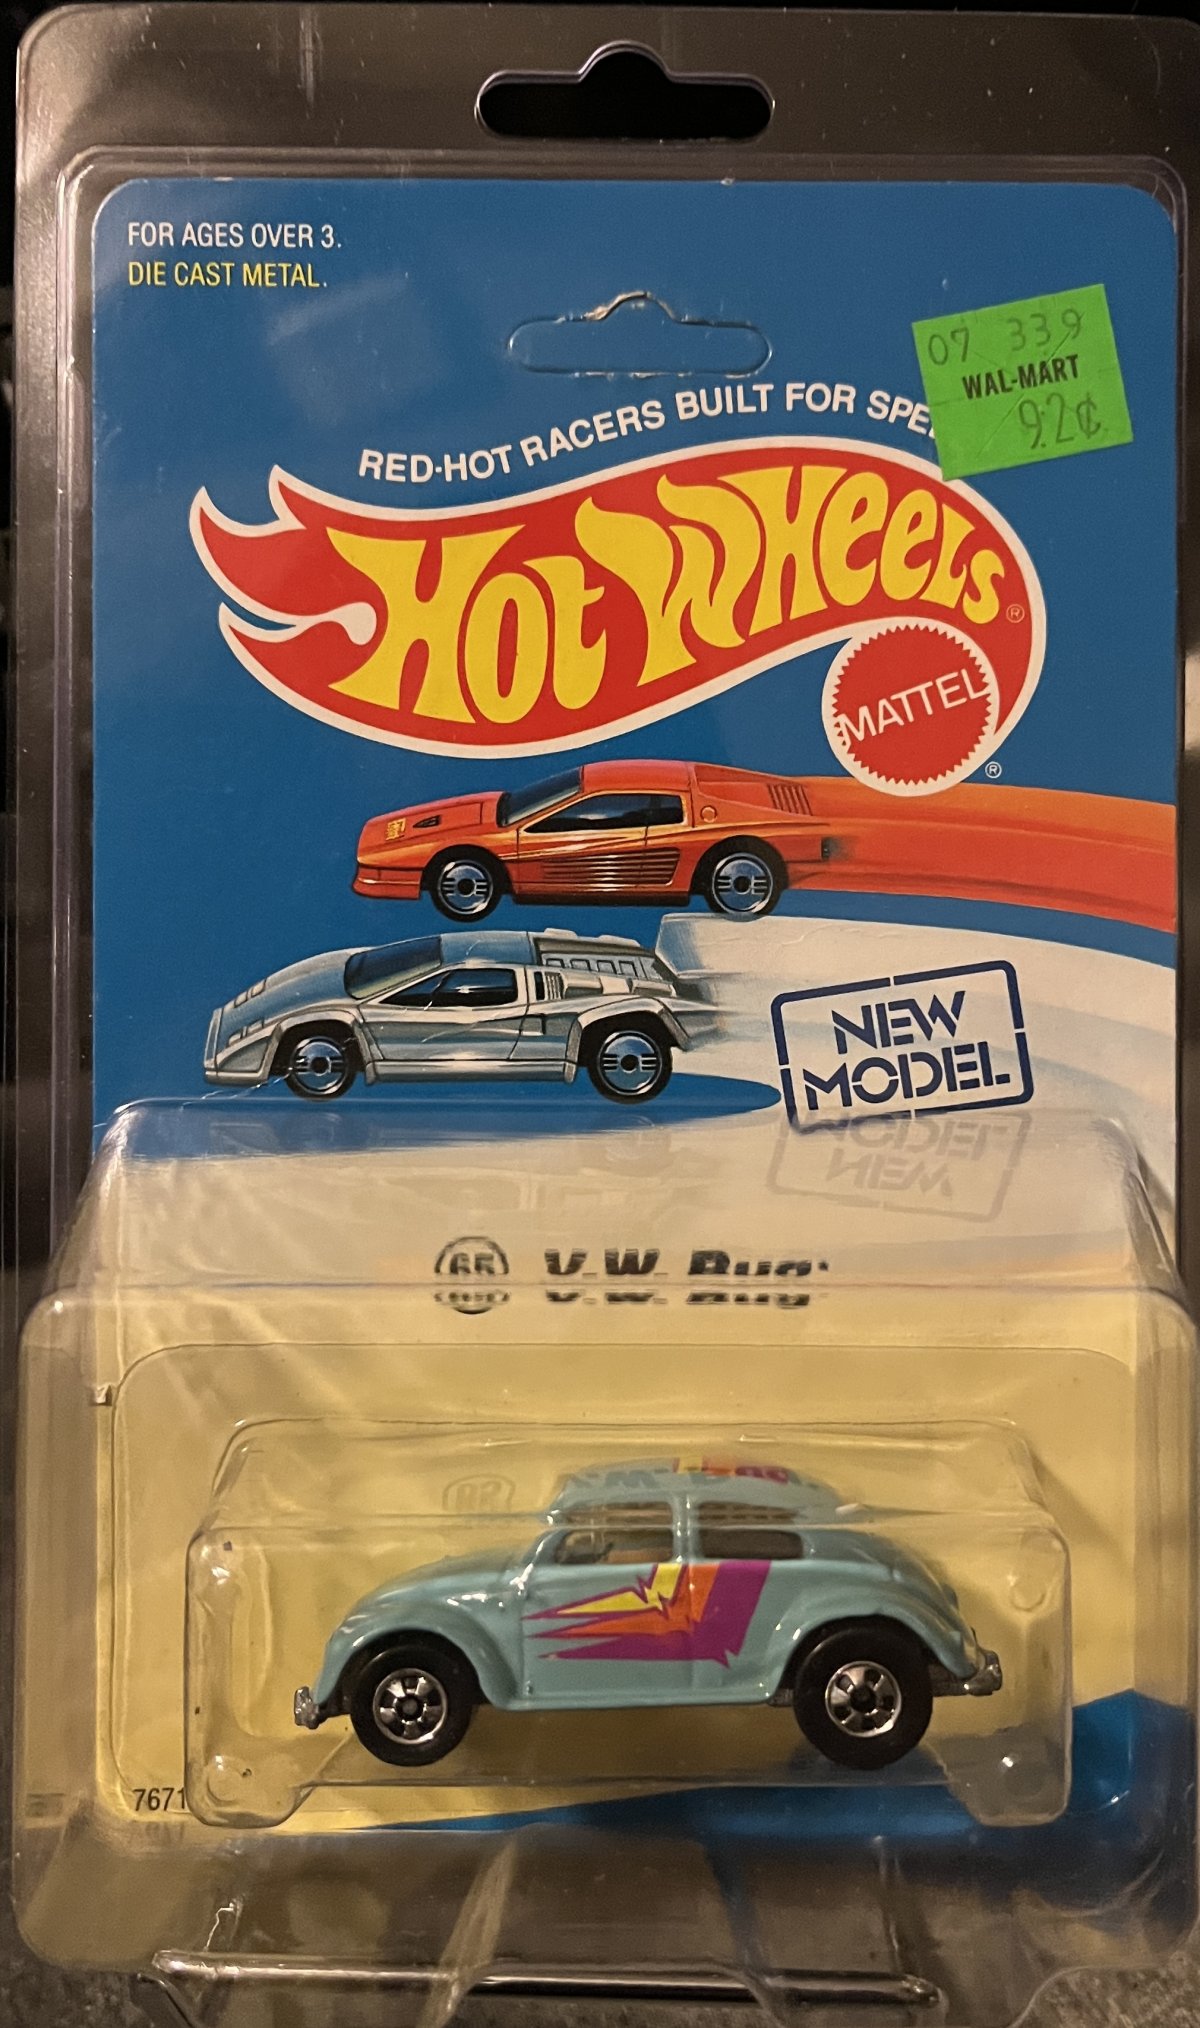 FOR AGES OVER 3.
DIE CAST METAL.
07 339
WAL-MART
92¢
RED-HOT RACERS BUILT FOR SPE
HOT WHEELS®
MATTEL
®
NEW
MODEL
65 V.W. Bug
7671